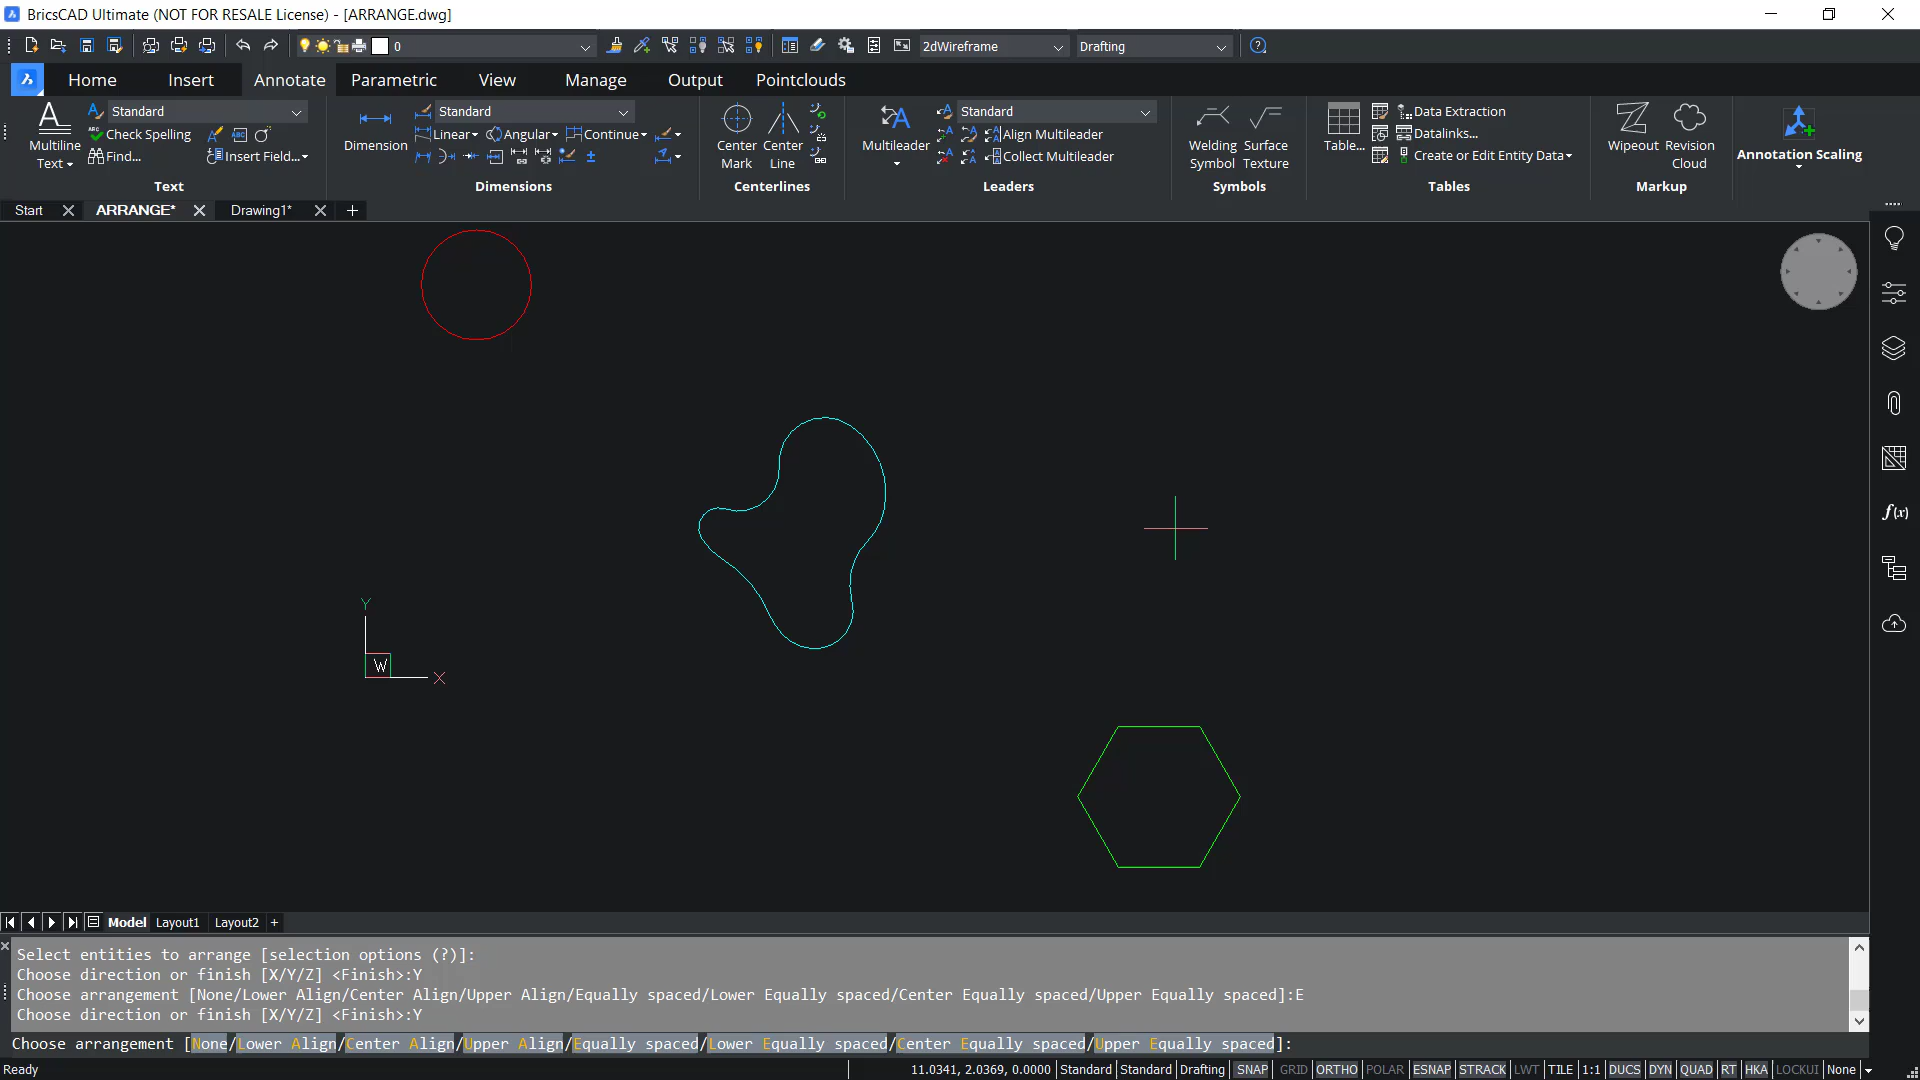 BricsCAD Ultimate (NOT FOR RESALE License) - [ARRANGE.dwg]
0
2dWireframe
Drafting
Home
Insert
Annotate
Parametric
View
Manage
Output
Pointclouds
Multiline
Text
Standard
Check Spelling
Find...
Insert Field...
Text
Dimension
Standard
Linear
Angular
Continue
Dimensions
Center
Mark
Center
Line
Centerlines
Multileader
Standard
Align Multileader
Collect Multileader
Leaders
Welding
Symbol
Surface
Texture
Symbols
Table...
Data Extraction
Datalinks...
Create or Edit Entity Data
Tables
Wipeout
Revision
Cloud
Markup
Annotation Scaling
Start
ARRANGE*
Drawing1*
f(x)
Y
W
X
Model
Layout1
Layout2
Select entities to arrange [selection options (?)]:
Choose direction or finish [X/Y/Z] <Finish>:Y
Choose arrangement [None/Lower Align/Center Align/Upper Align/Equally spaced/Lower Equally spaced/Center Equally spaced/Upper Equally spaced]:E
Choose direction or finish [X/Y/Z] <Finish>:Y
Choose arrangement [None/Lower Align/Center Align/Upper Align/Equally spaced/Lower Equally spaced/Center Equally spaced/Upper Equally spaced]:
Ready
11.0341, 2.0369, 0.0000
Standard
Standard
Drafting
SNAP
GRID
ORTHO
POLAR
ESNAP
STRACK
LWT
TILE
1:1
DUCS
DYN
QUAD
RT
HKA
LOCKUI
None